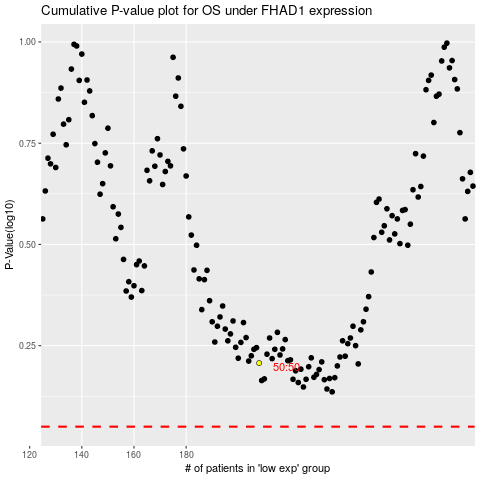 Cumulative P-value plot for OS under FHAD1 expression
P-Value(log10)
1.00
0.75
0.50
0.25
50:50
120 140 160 180
# of patients in 'low exp' group